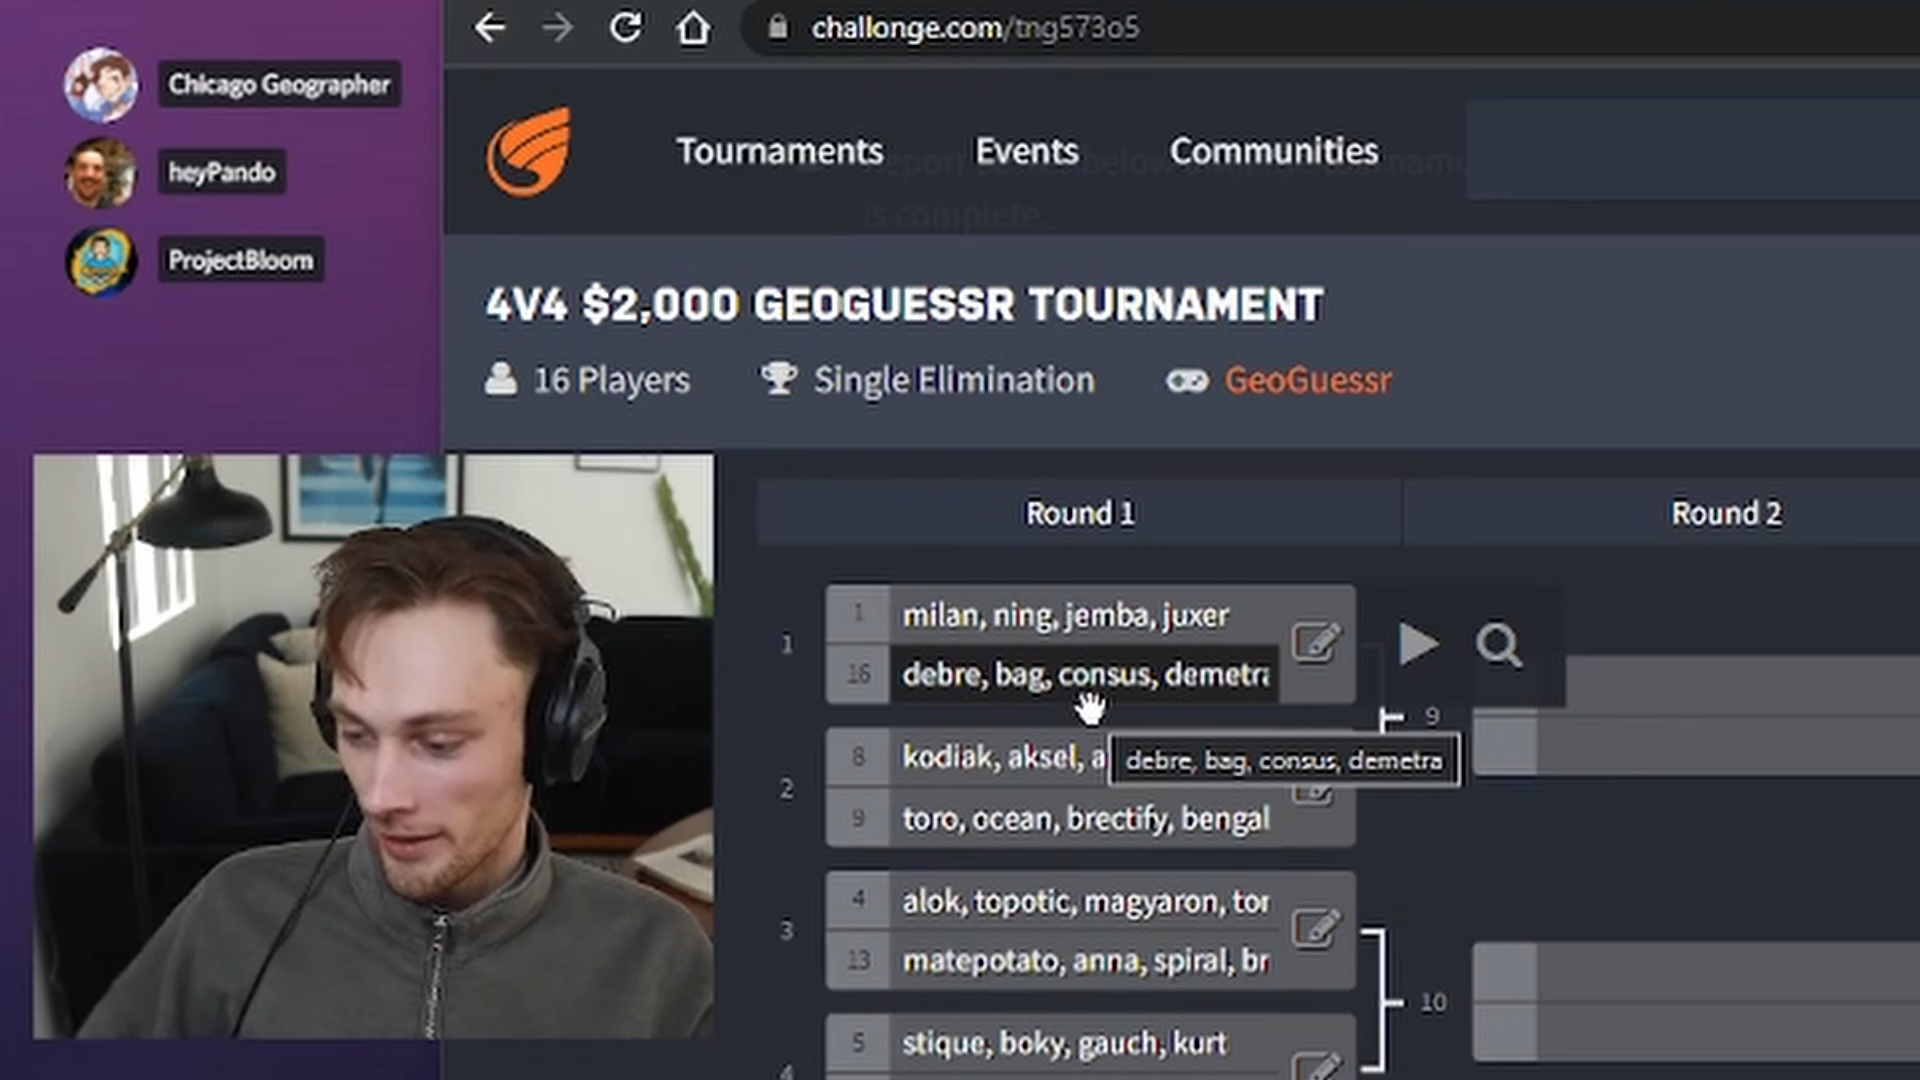 challonge.com/tng573o5
Chicago Geographer
heyPando
ProjectBloom
Tournaments Events Communities
is complete.
4V4 $2,000 GEOGUESSR TOURNAMENT
16 Players Single Elimination GeoGuessr
Round 1 Round 2
1
1 milan, ning, jemba, juxer
16 debre, bag, consus, demetra
9
2
8 kodiak, aksel, a
debre, bag, consus, demetra
9 toro, ocean, brectify, bengal
3
4 alok, topotic, magyaron, tor
13 matepotato, anna, spiral, br
10
4
5 stique, boky, gauch, kurt